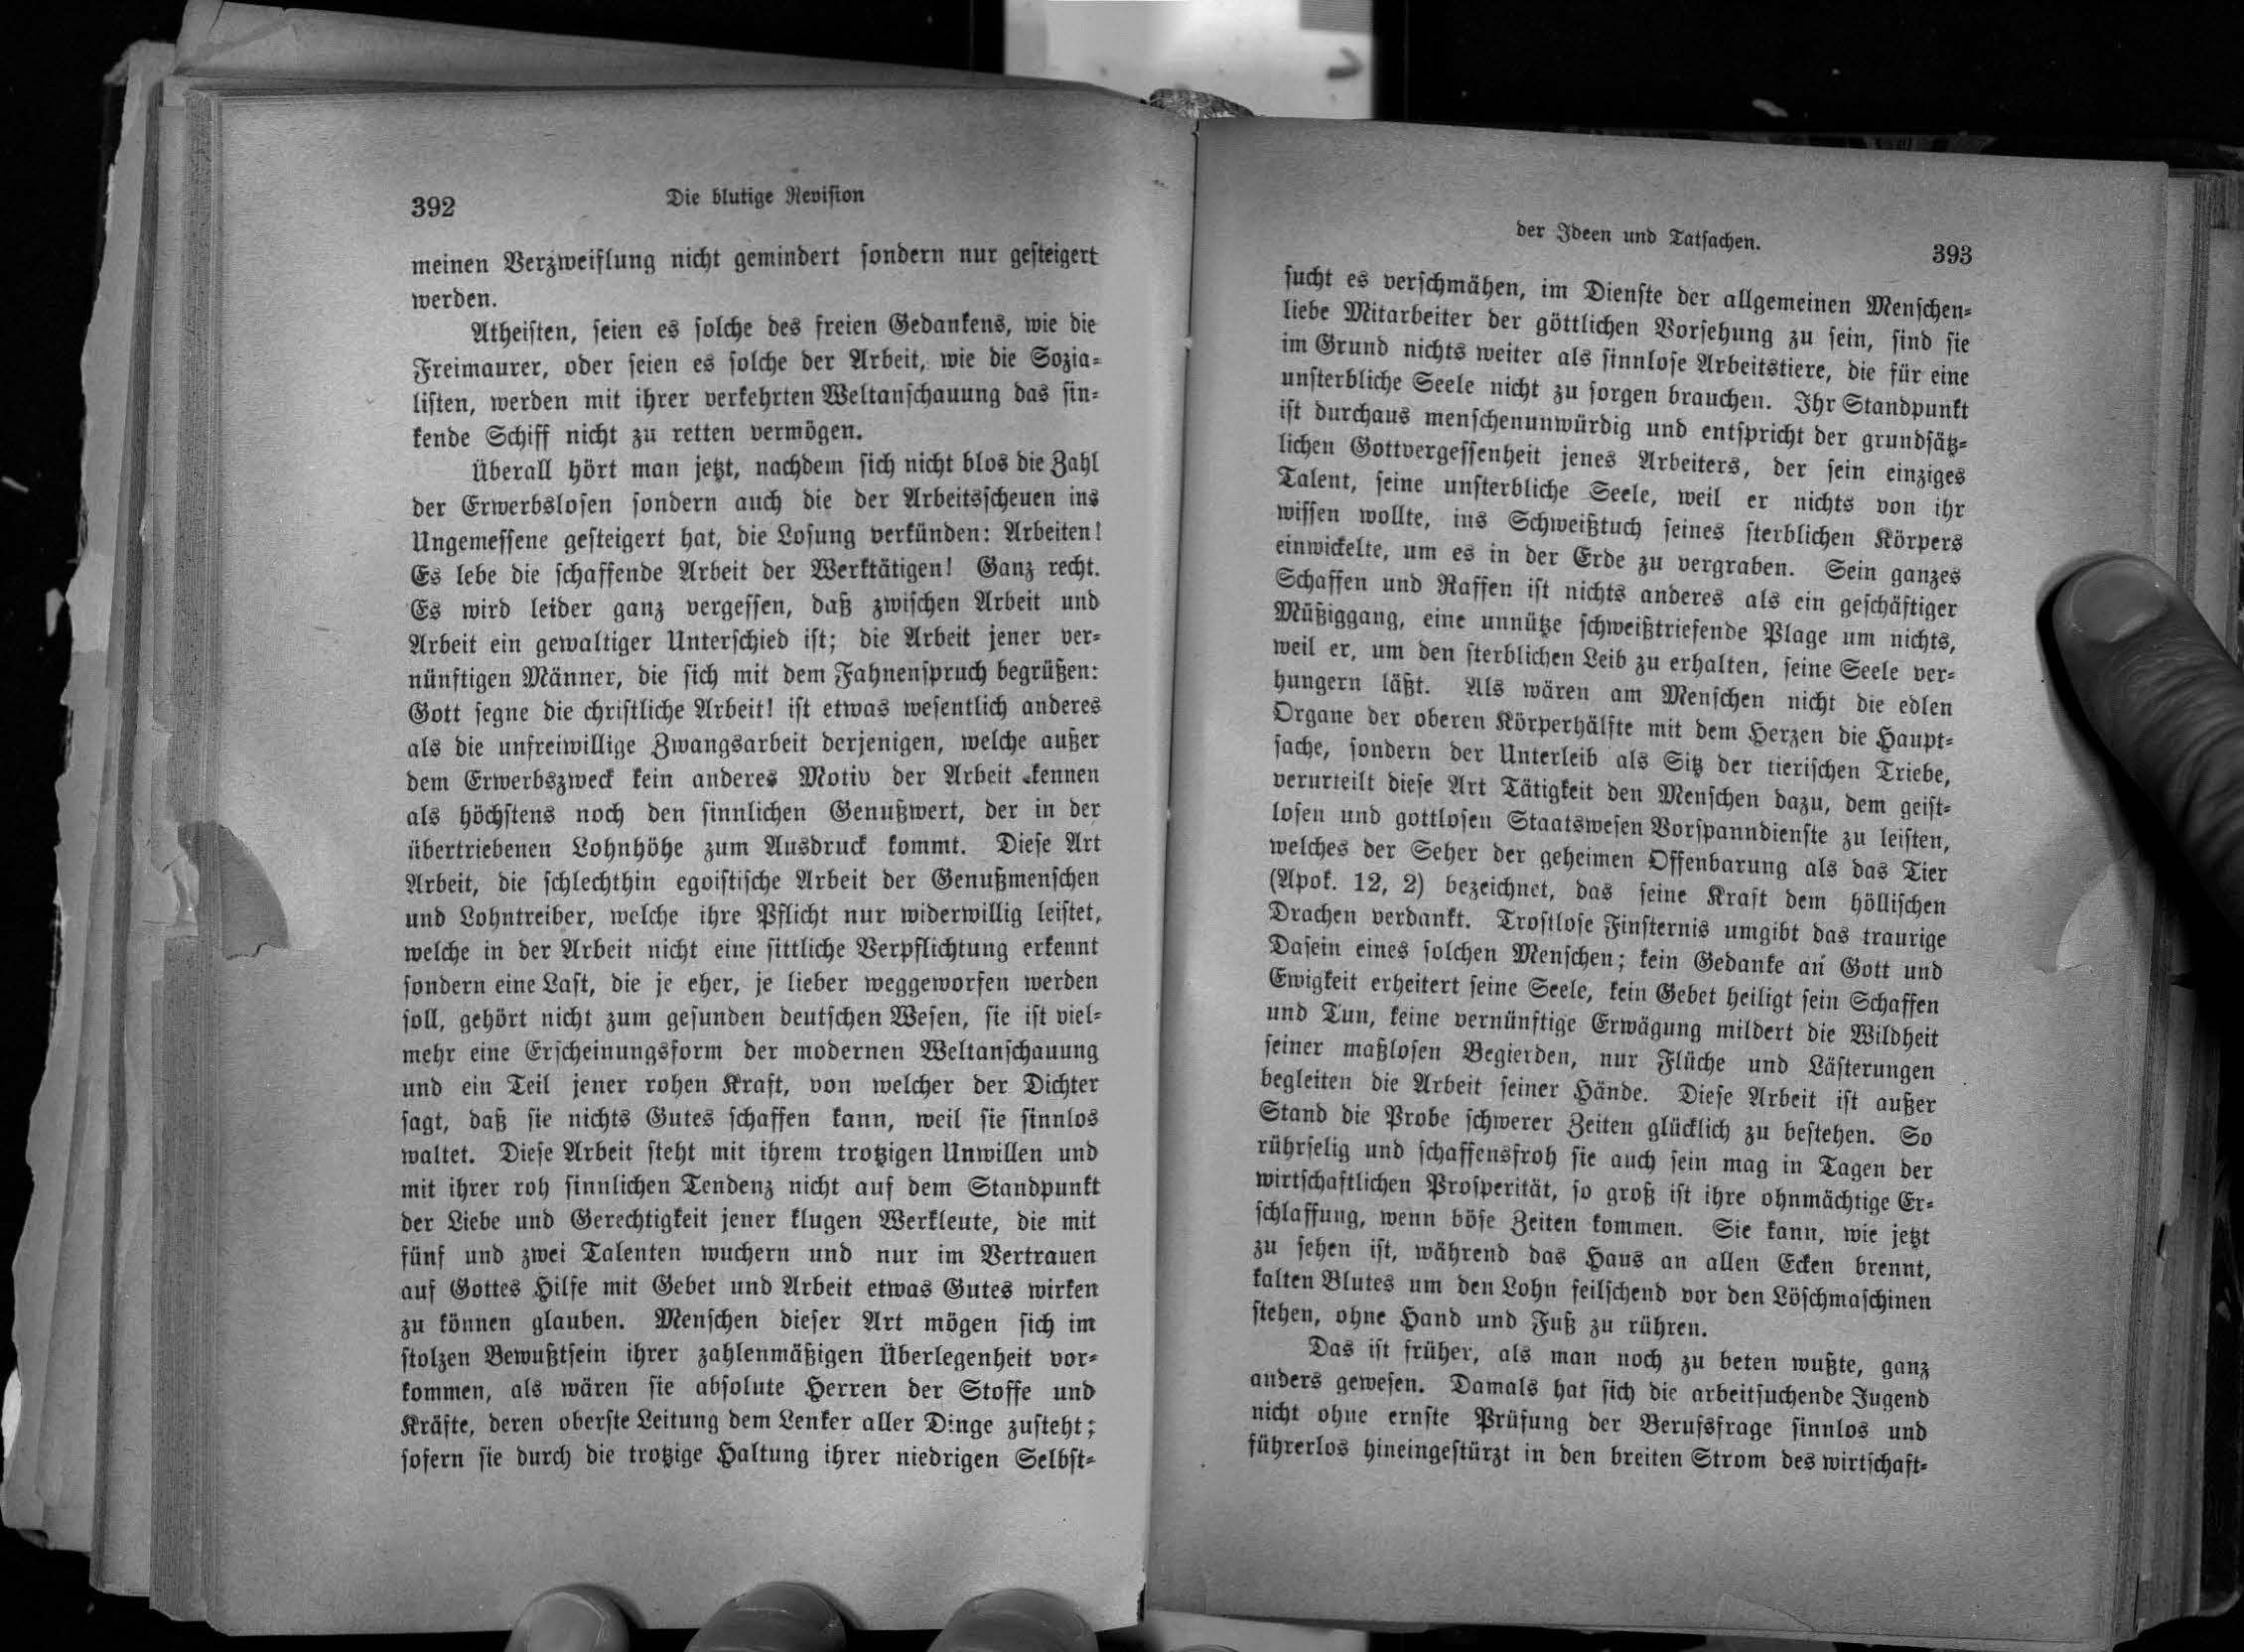 392
Die blutige Revision
meinen Verzweiflung nicht gemindert sondern nur gesteigert
werden.
Atheisten, seien es solche des freien Gedankens, wie die
Freimaurer, oder seien es solche der Arbeit, wie die Sozia-
listen, werden mit ihrer verkehrten Weltanschauung das sin-
kende Schiff nicht zu retten vermögen.
Überall hört man jetzt, nachdem sich nicht blos die Zahl
der Erwerbslosen sondern auch die der Arbeitsscheuen ins
Ungemessene gesteigert hat, die Losung verkünden: Arbeiten!
Es lebe die schaffende Arbeit der Werktätigen! Ganz recht.
Es wird leider ganz vergessen, daß zwischen Arbeit und
Arbeit ein gewaltiger Unterschied ist; die Arbeit jener ver-
nünftigen Männer, die sich mit dem Fahnenspruch begrüßen:
Gott segne die christliche Arbeit! ist etwas wesentlich anderes
als die unfreiwillige Zwangsarbeit derjenigen, welche außer
dem Erwerbszweck kein anderes Motiv der Arbeit kennen
als höchstens noch den sinnlichen Genußwert, der in der
übertriebenen Lohnhöhe zum Ausdruck kommt. Diese Art
Arbeit, die schlechthin egoistische Arbeit der Genußmenschen
und Lohntreiber, welche ihre Pflicht nur widerwillig leistet,
welche in der Arbeit nicht eine sittliche Verpflichtung erkennt
sondern eine Last, die je eher, je lieber weggeworfen werden
soll, gehört nicht zum gesunden deutschen Wesen, sie ist viel-
mehr eine Erscheinungsform der modernen Weltanschauung
und ein Teil jener rohen Kraft, von welcher der Dichter
sagt, daß sie nichts Gutes schaffen kann, weil sie sinnlos
waltet. Diese Arbeit steht mit ihrem trotzigen Unwillen und
mit ihrer roh sinnlichen Tendenz nicht auf dem Standpunkt
der Liebe und Gerechtigkeit jener klugen Werkleute, die mit
fünf und zwei Talenten wuchern und nur im Vertrauen
auf Gottes Hilfe mit Gebet und Arbeit etwas Gutes wirken
zu können glauben. Menschen dieser Art mögen sich im
stolzen Bewußtsein ihrer zahlenmäßigen Überlegenheit vor-
kommen, als wären sie absolute Herren der Stoffe und
Kräfte, deren oberste Leitung dem Lenker aller Dinge zusteht;
sofern sie durch die trotzige Haltung ihrer niedrigen Selbst-
der Ideen und Tatsachen.
393
sucht es verschmähen, im Dienste der allgemeinen Menschen-
liebe Mitarbeiter der göttlichen Vorsehung zu sein, sind sie
im Grund nichts weiter als sinnlose Arbeitstiere, die für eine
unsterbliche Seele nicht zu sorgen brauchen. Ihr Standpunkt
ist durchaus menschenunwürdig und entspricht der grundsätz-
lichen Gottvergessenheit jenes Arbeiters, der sein einziges
Talent, seine unsterbliche Seele, weil er nichts von ihr
wissen wollte, ins Schweißtuch seines sterblichen Körpers
einwickelte, um es in der Erde zu vergraben. Sein ganzes
Schaffen und Raffen ist nichts anderes als ein geschäftiger
Müßiggang, eine unnütze schweißtriefende Plage um nichts,
weil er, um den sterblichen Leib zu erhalten, seine Seele ver-
hungern läßt. Als wären am Menschen nicht die edlen
Organe der oberen Körperhälfte mit dem Herzen die Haupt-
sache, sondern der Unterleib als Sitz der tierischen Triebe,
verurteilt diese Art Tätigkeit den Menschen dazu, dem geist-
losen und gottlosen Staatswesen Vorspanndienste zu leisten,
welches der Seher der geheimen Offenbarung als das Tier
(Apok. 12, 2) bezeichnet, das seine Kraft dem höllischen
Drachen verdankt. Trostlose Finsternis umgibt das traurige
Dasein eines solchen Menschen; kein Gedanke an Gott und
Ewigkeit erheitert seine Seele, kein Gebet heiligt sein Schaffen
und Tun, keine vernünftige Erwägung mildert die Wildheit
seiner maßlosen Begierden, nur Flüche und Lästerungen
begleiten die Arbeit seiner Hände. Diese Arbeit ist außer
Stand die Probe schwerer Zeiten glücklich zu bestehen. So
rührselig und schaffensfroh sie auch sein mag in Tagen der
wirtschaftlichen Prosperität, so groß ist ihre ohnmächtige Er-
schlaffung, wenn böse Zeiten kommen. Sie kann, wie jetzt
zu sehen ist, während das Haus an allen Ecken brennt,
kalten Blutes um den Lohn feilschend vor den Löschmaschinen
stehen, ohne Hand und Fuß zu rühren.
Das ist früher, als man noch zu beten wußte, ganz
anders gewesen. Damals hat sich die arbeitsuchende Jugend
nicht ohne ernste Prüfung der Berufsfrage sinnlos und
führerlos hineingestürzt in den breiten Strom des wirtschaft-